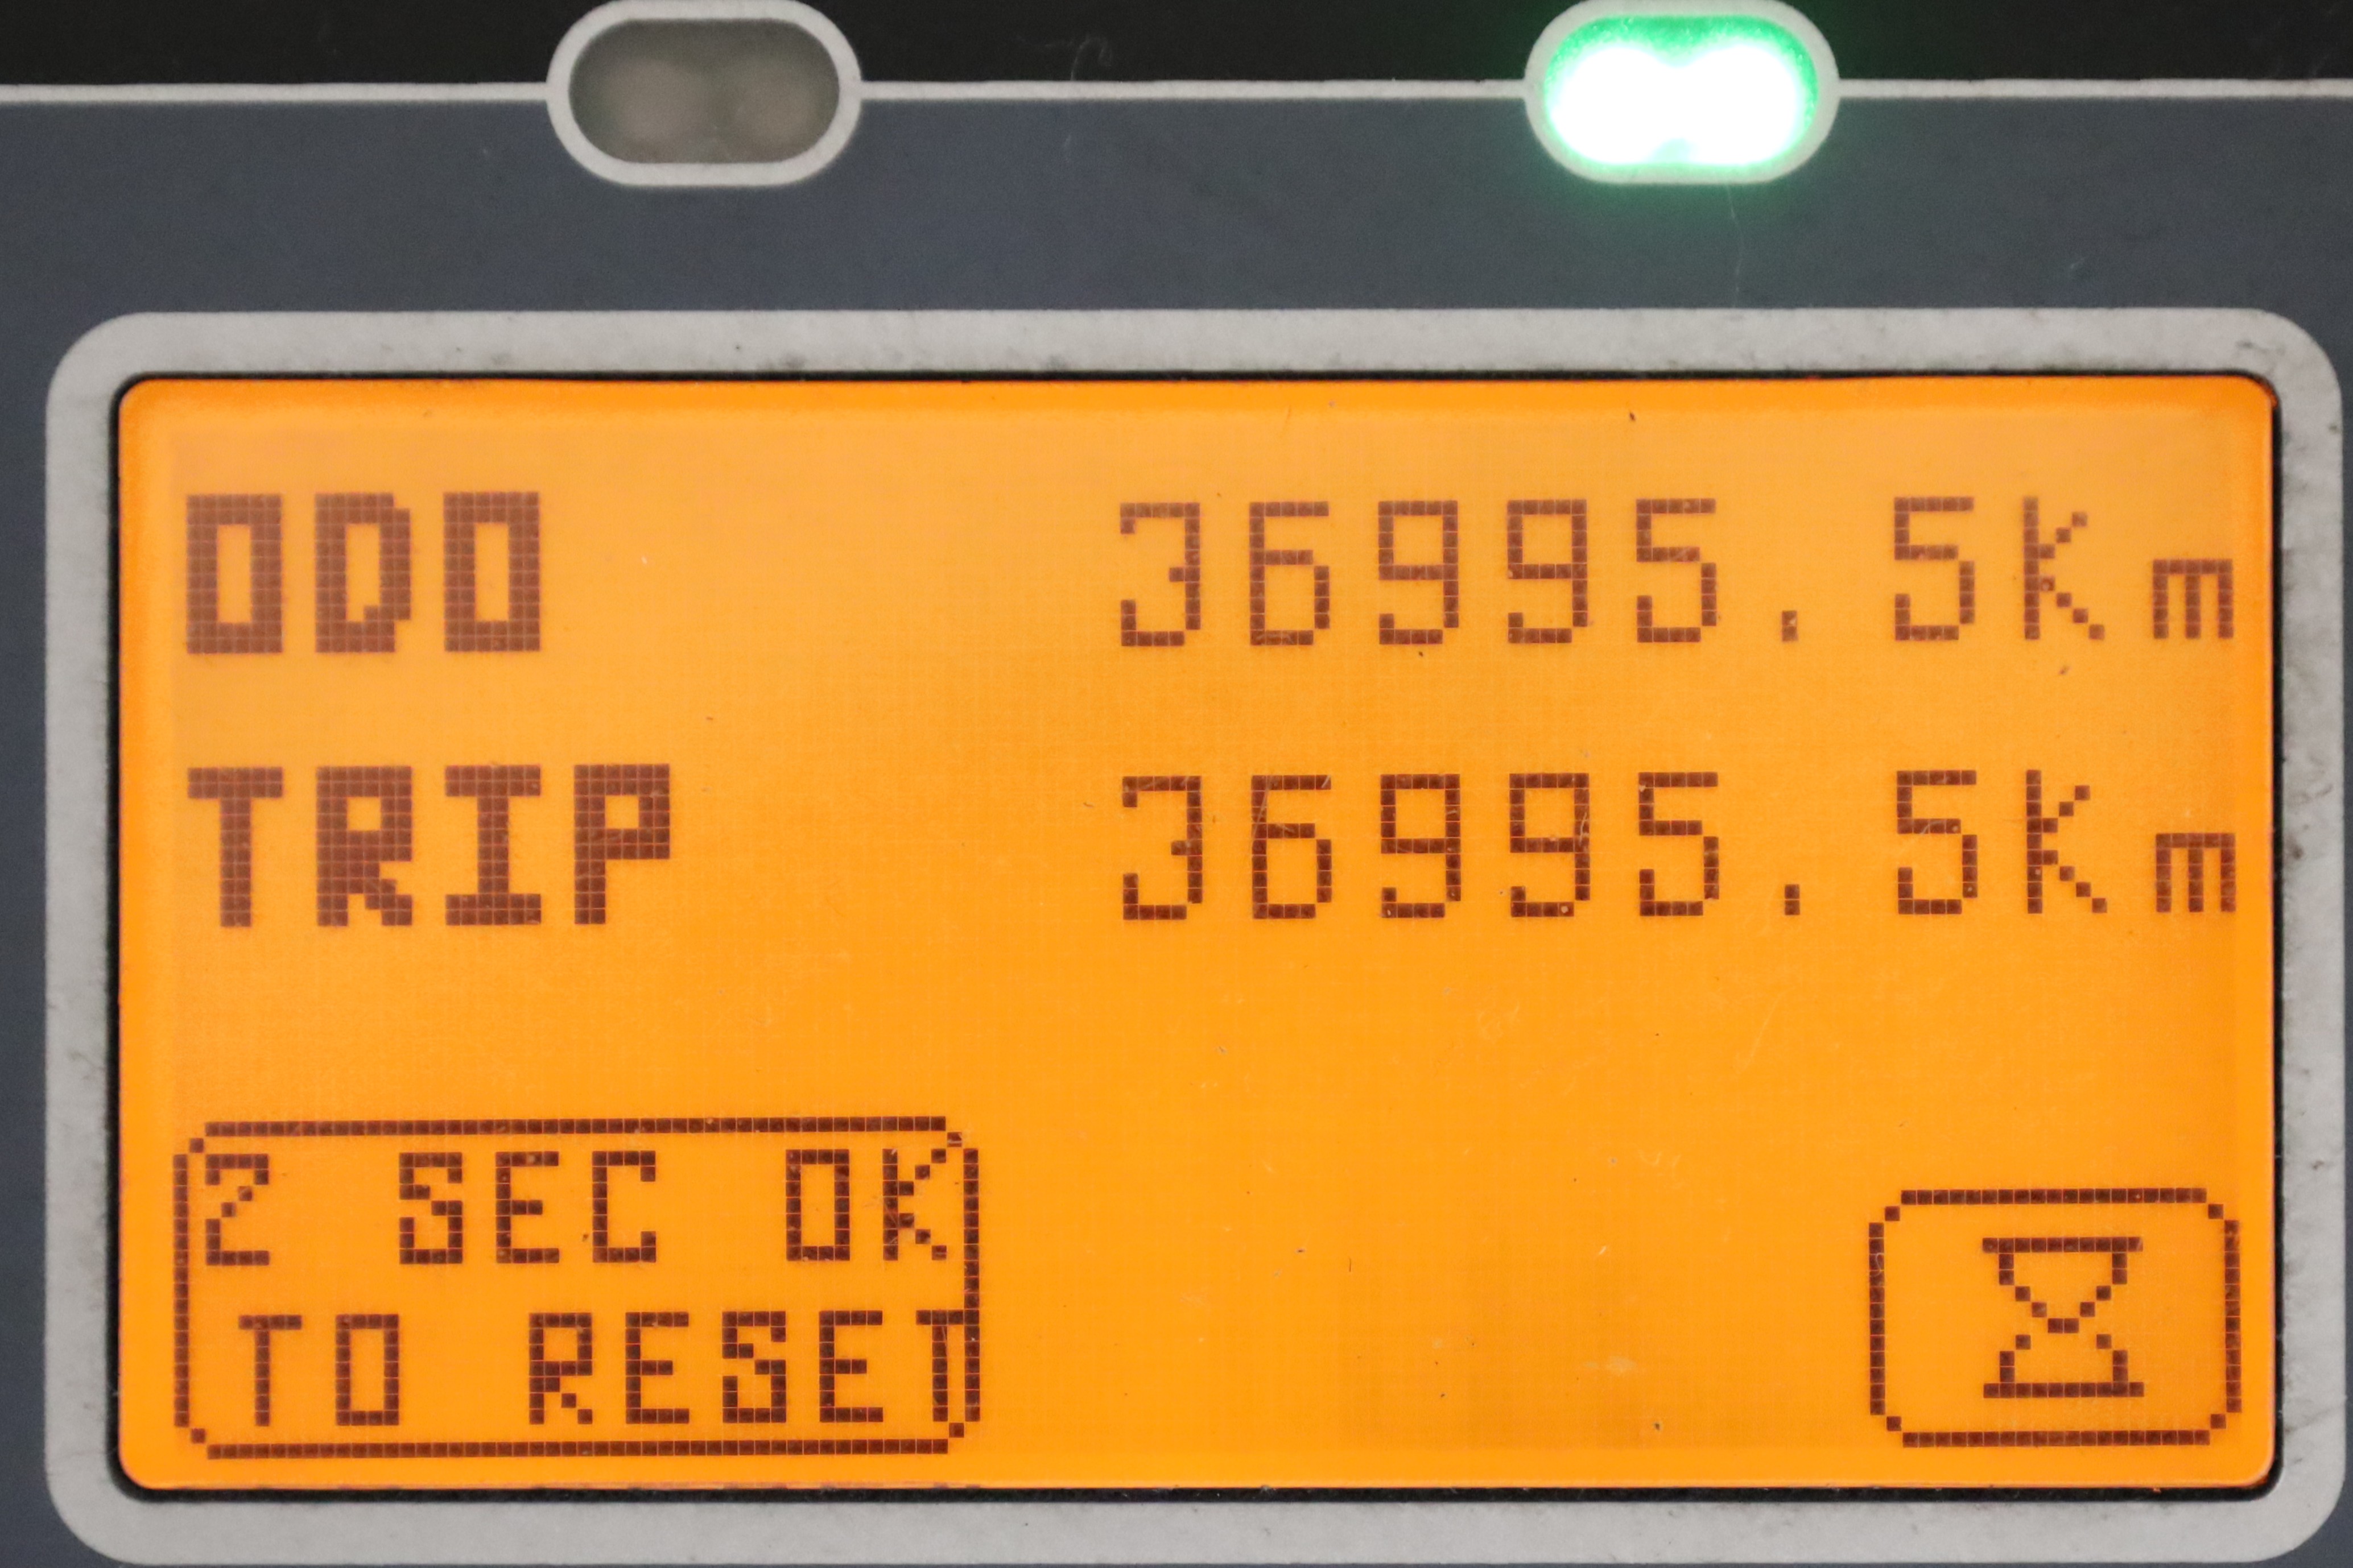 ODO 36995.5Km
TRIP 36995.5Km
2 SEC OK
TO RESET